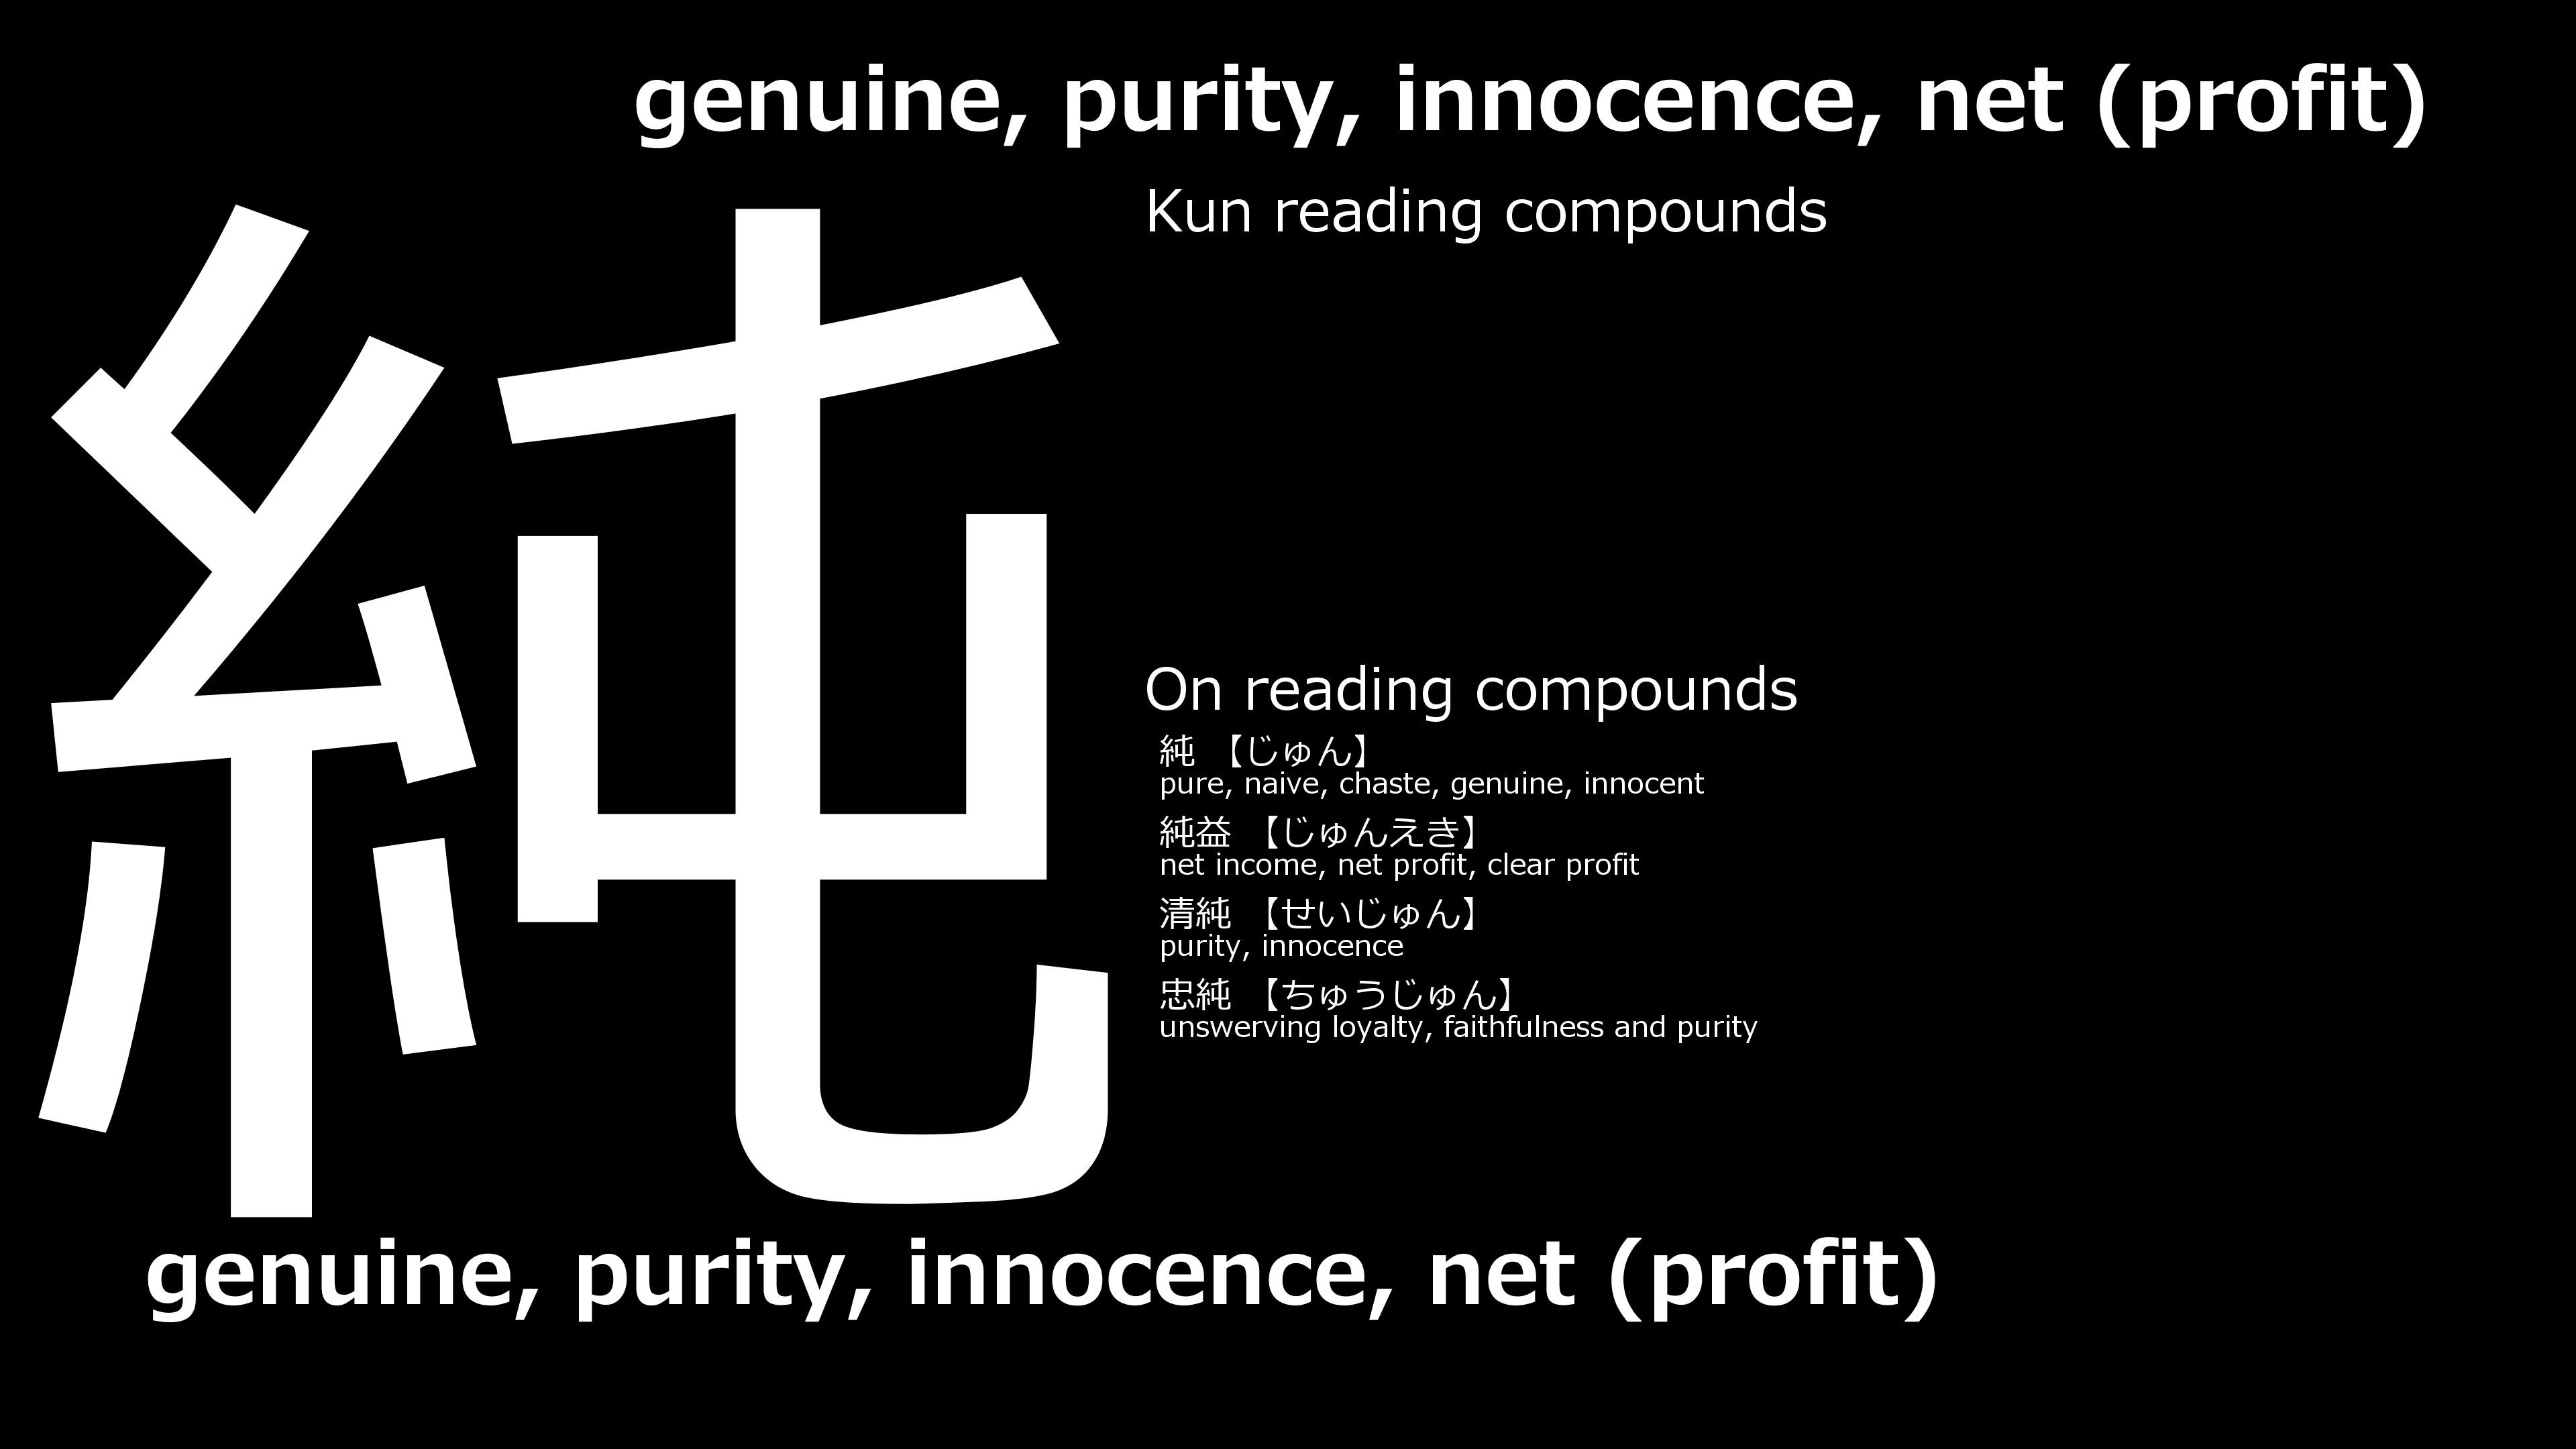 genuine, purity, innocence, net (profit)
純
Kun reading compounds
On reading compounds
純 【じゅん】
pure, naive, chaste, genuine, innocent
純益 【じゅんえき】
net income, net profit, clear profit
清純 【せいじゅん】
purity, innocence
忠純 【ちゅうじゅん】
unswerving loyalty, faithfulness and purity
genuine, purity, innocence, net (profit)